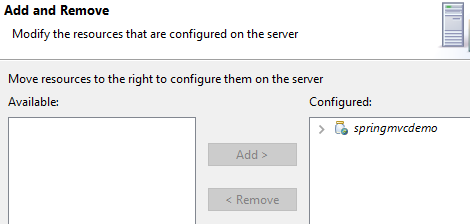 Add and Remove
Modify the resources that are configured on the server
Move resources to the right to configure them on the server
Available:
Configured:
springmvcdemo
Add >
< Remove